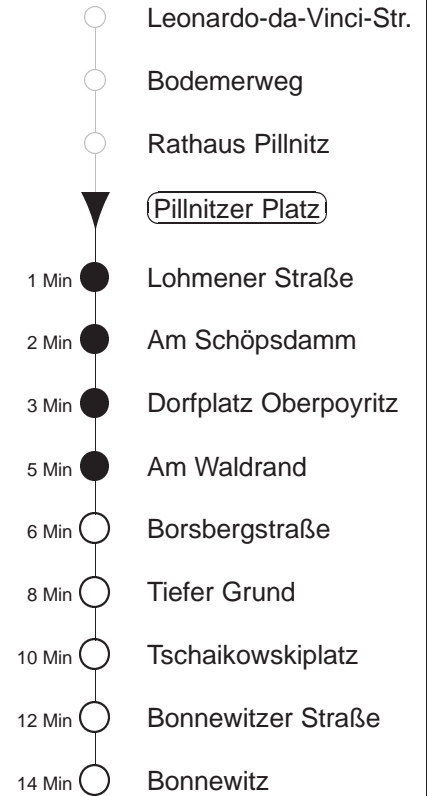 Leonardo-da-Vinci-Str.
Bodemerweg
Rathaus Pillnitz
Pillnitzer Platz
1 Min Lohmener Straße
2 Min Am Schöpsdamm
3 Min Dorfplatz Oberpoyritz
5 Min Am Waldrand
6 Min Borsbergstraße
8 Min Tiefer Grund
10 Min Tschaikowskiplatz
12 Min Bonnewitzer Straße
14 Min Bonnewitz